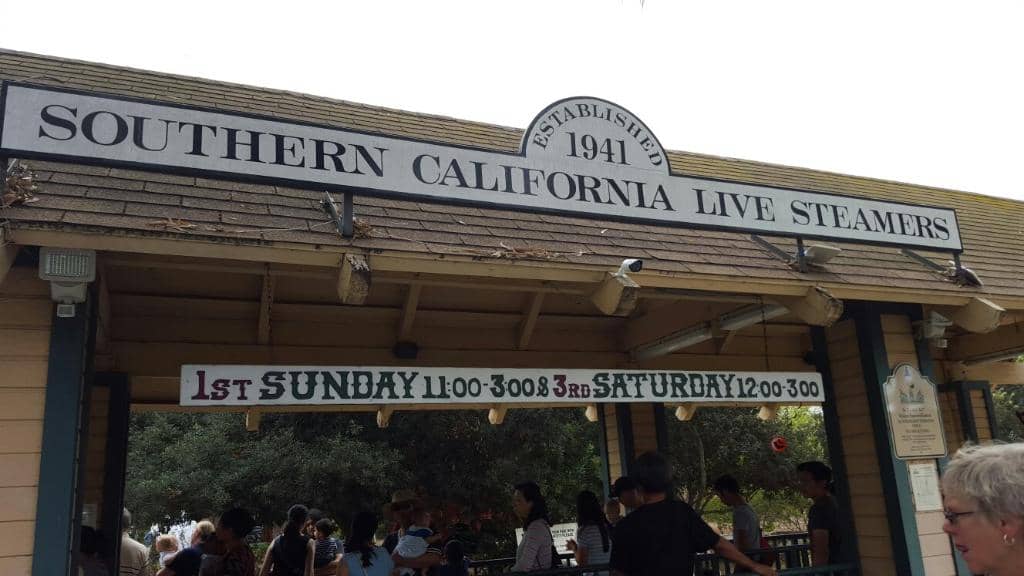 ESTABLISHED
1941
SOUTHERN CALIFORNIA LIVE STEAMERS
1ST SUNDAY 11:00-3:00 & 3RD SATURDAY 12:00-3:00